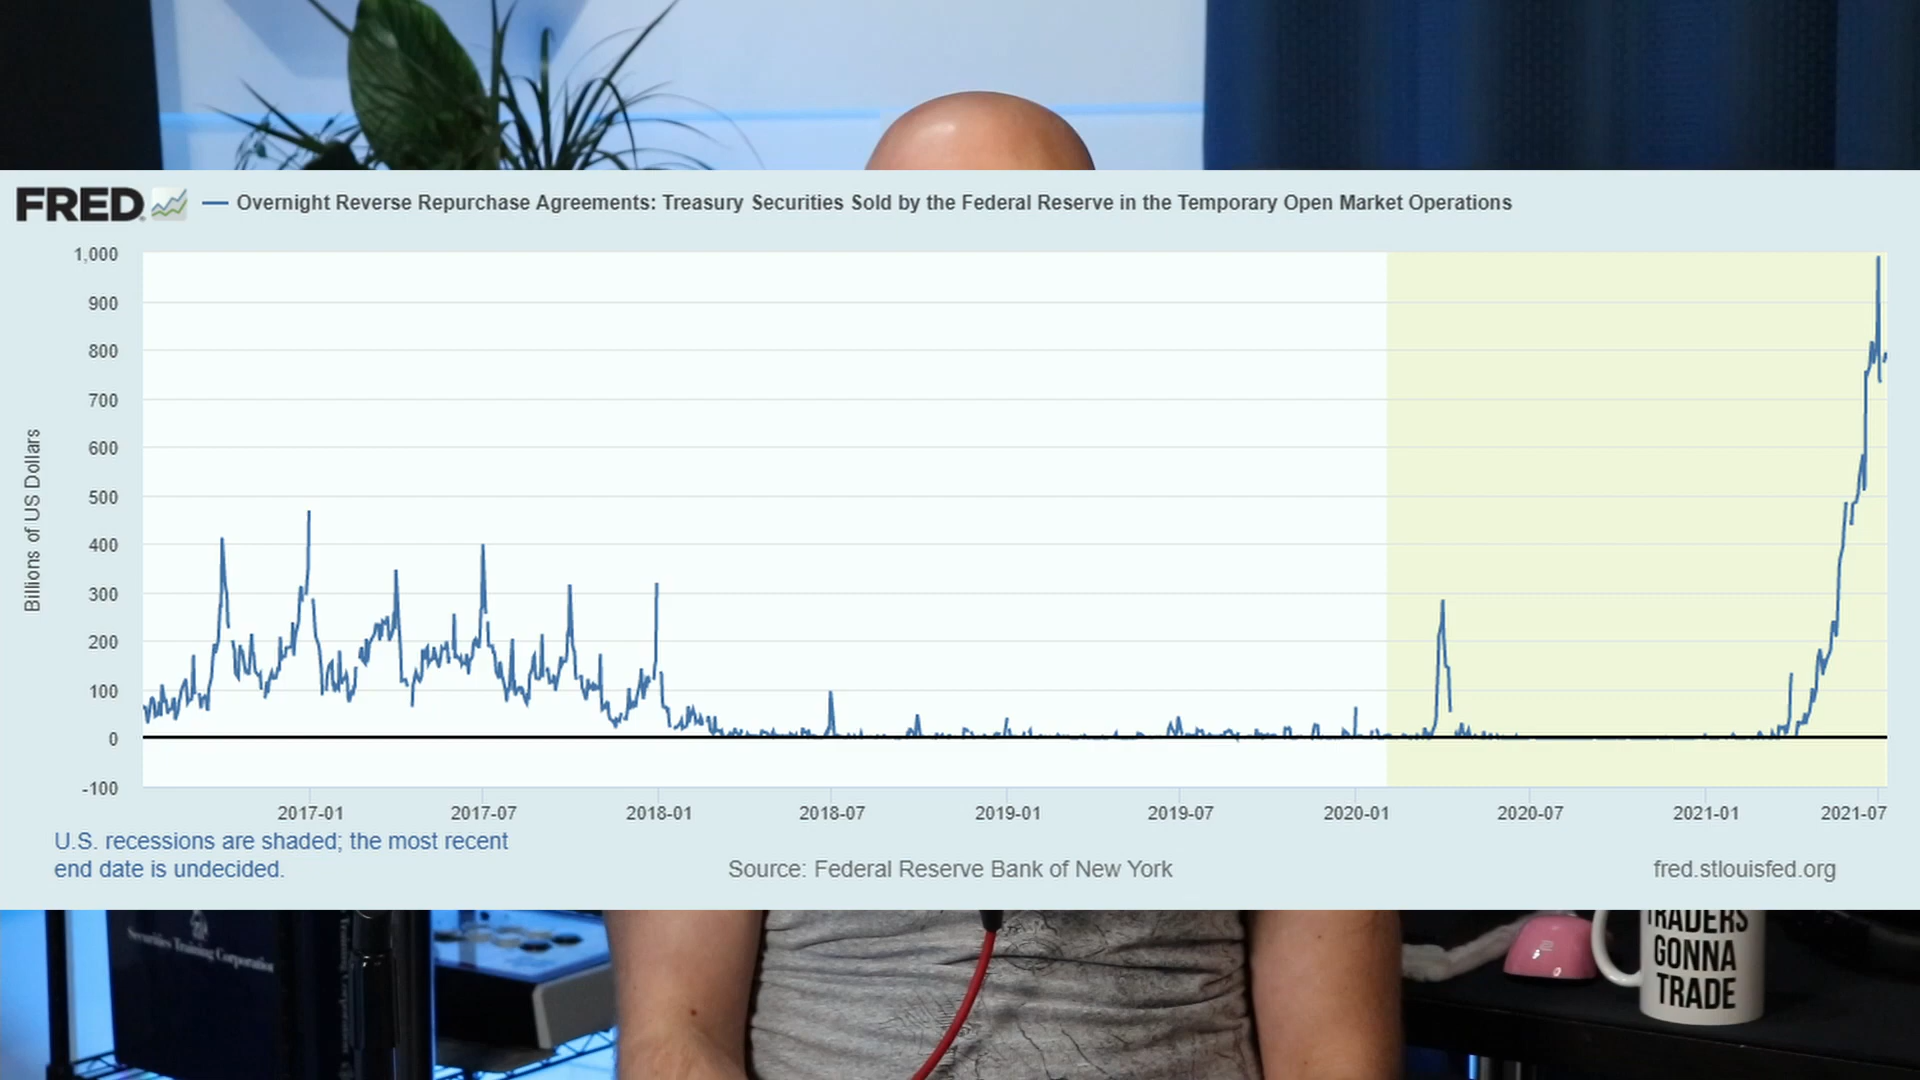 FRED
Overnight Reverse Repurchase Agreements: Treasury Securities Sold by the Federal Reserve in the Temporary Open Market Operations
1,000
900
800
700
600
500
400
300
200
100
0
-100
Billions of US Dollars
2017-01 2017-07 2018-01 2018-07 2019-01 2019-07 2020-01 2020-07 2021-01 2021-07
U.S. recessions are shaded; the most recent
end date is undecided.
Source: Federal Reserve Bank of New York
fred.stlouisfed.org
Securities Training Corporation
TRADERS
GONNA
TRADE